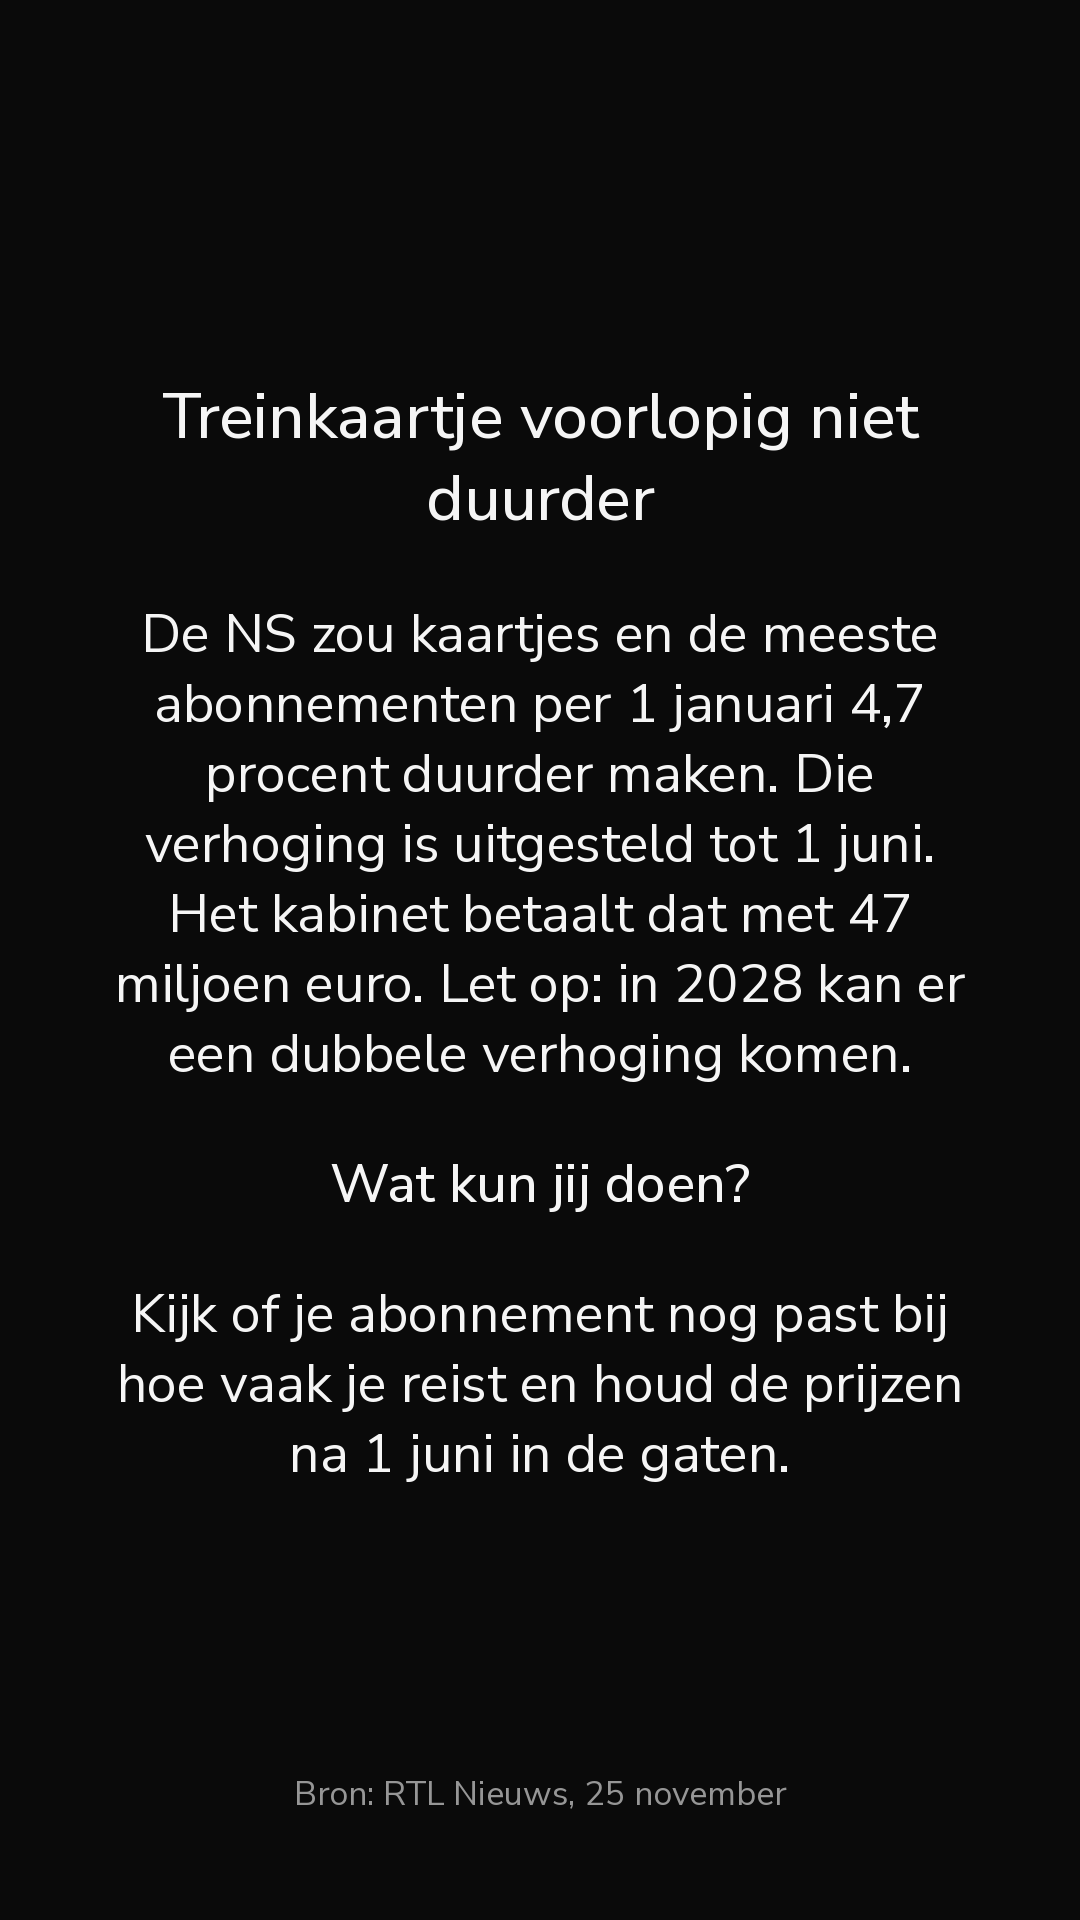 Treinkaartje voorlopig niet
duurder
De NS zou kaartjes en de meeste
abonnementen per 1 januari 4,7
procent duurder maken. Die
verhoging is uitgesteld tot 1 juni.
Het kabinet betaalt dat met 47
miljoen euro. Let op: in 2028 kan er
een dubbele verhoging komen.
Wat kun jij doen?
Kijk of je abonnement nog past bij
hoe vaak je reist en houd de prijzen
na 1 juni in de gaten.
Bron: RTL Nieuws, 25 november